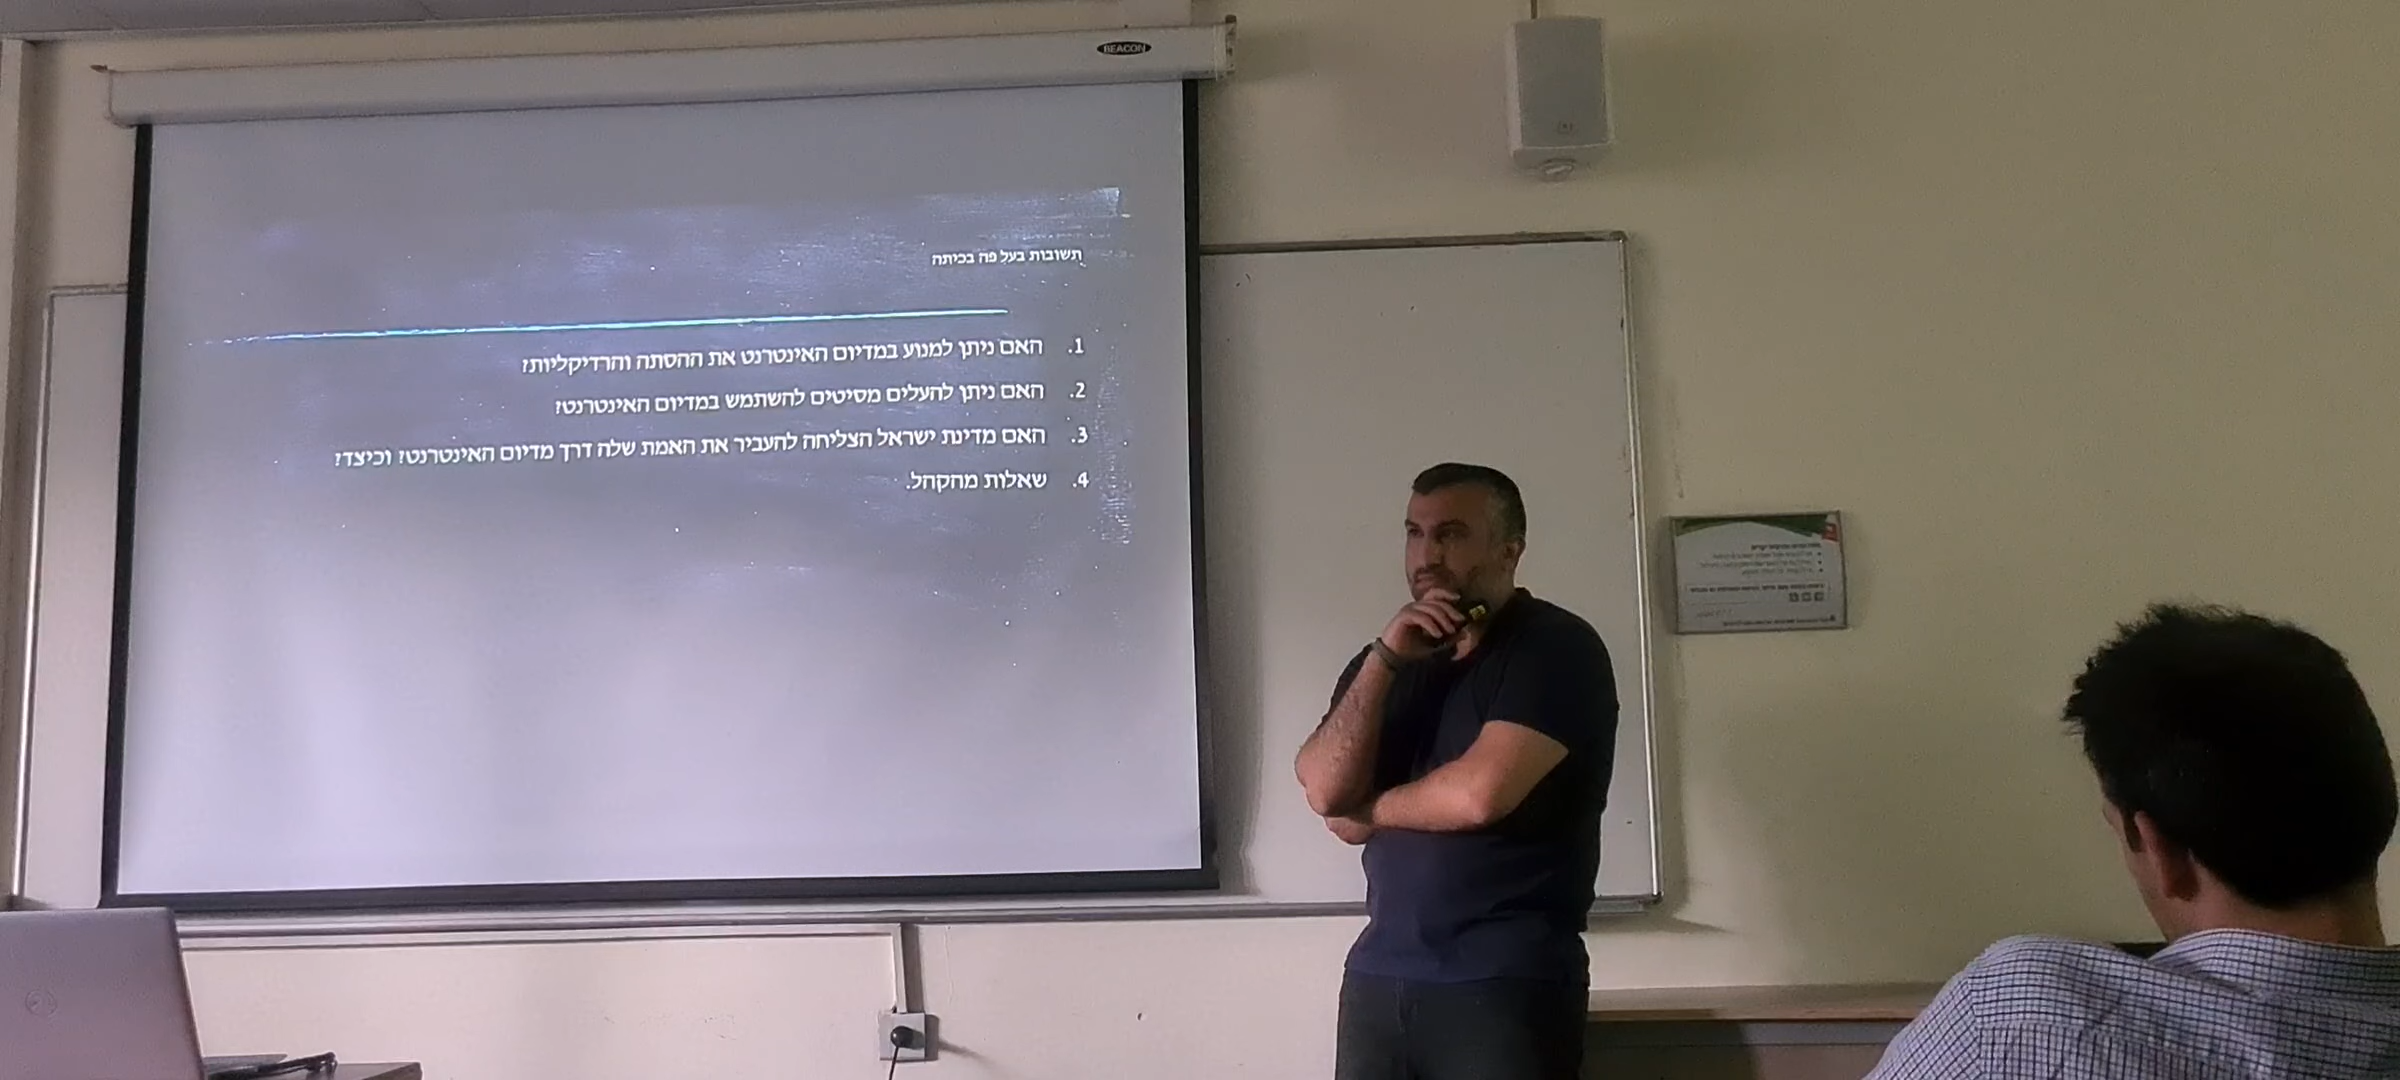 BEACON
תשובות בעל פה בכיתה
1. האם ניתן למנוע במדיום האינטרנט את ההסתה והרדיקליות?
2. האם ניתן להעלים מסיטים להשתמש במדיום האינטרנט?
3. האם מדינת ישראל הצליחה להעביר את האמת שלה דרך מדיום האינטרנט? וכיצד?
4. שאלות מהקהל.